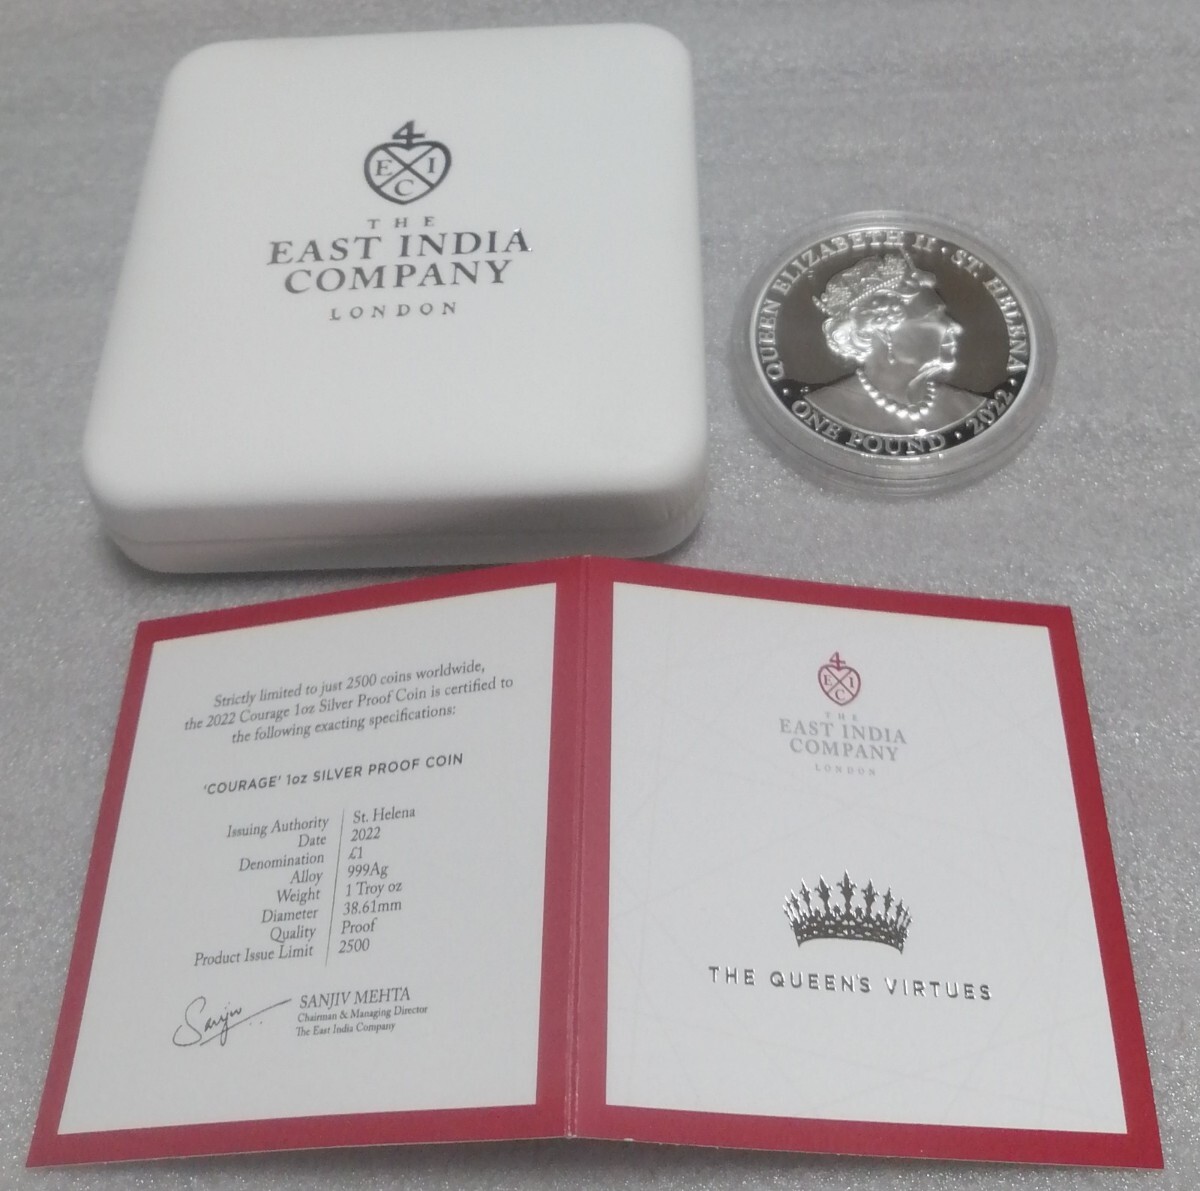 4
E I
C
THE
EAST INDIA
COMPANY
LONDON
QUEEN ELIZABETH II · ST. HELENA ·
· ONE POUND · 2022
Strictly limited to just 2500 coins worldwide,
the 2022 Courage 1oz Silver Proof Coin is certified to
the following exacting specifications:
'COURAGE' 1oz SILVER PROOF COIN
Issuing Authority St. Helena
Date 2022
Denomination £1
Alloy 999Ag
Weight 1 Troy oz
Diameter 38.61mm
Quality Proof
Product Issue Limit 2500
Sanjiv
SANJIV MEHTA
Chairman & Managing Director
The East India Company
4
E I
C
THE
EAST INDIA
COMPANY
LONDON
THE QUEEN'S VIRTUES